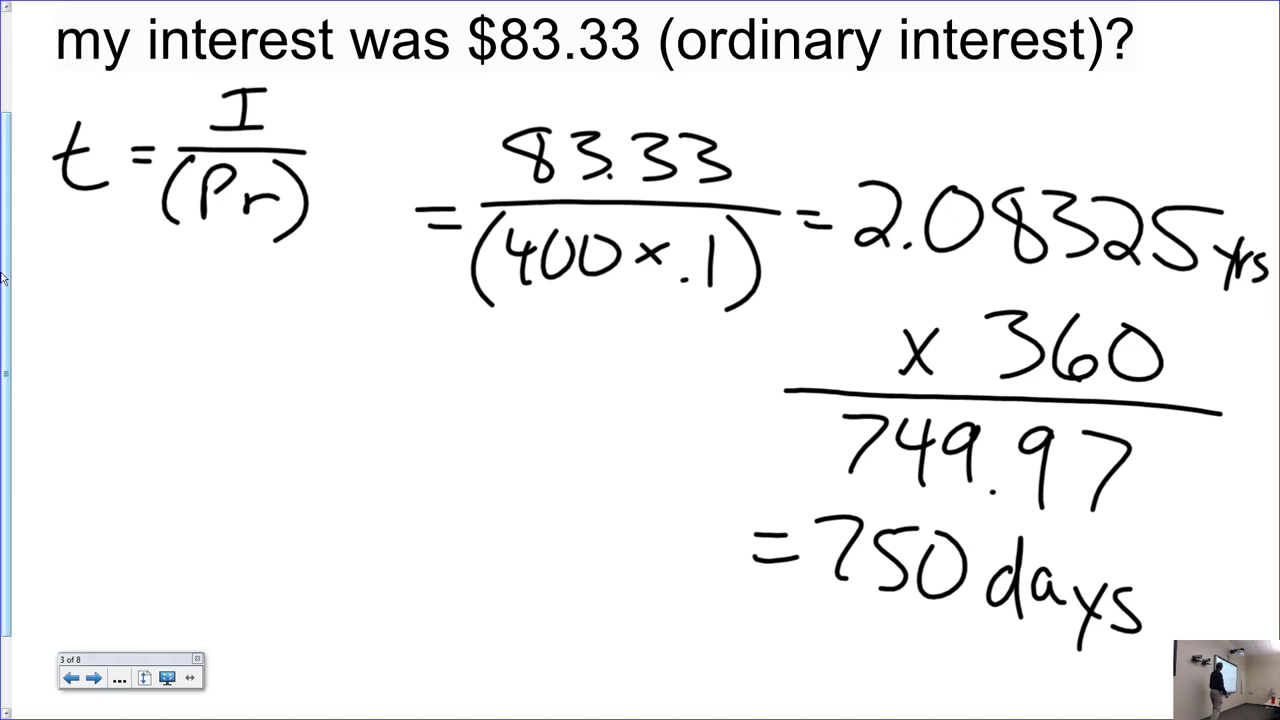 my interest was $83.33 (ordinary interest)?
t = I / (Pr) = 83.33 / (400 x .1) = 2.08325 yrs
x 360
749.97
= 750 days
3 of 8
...